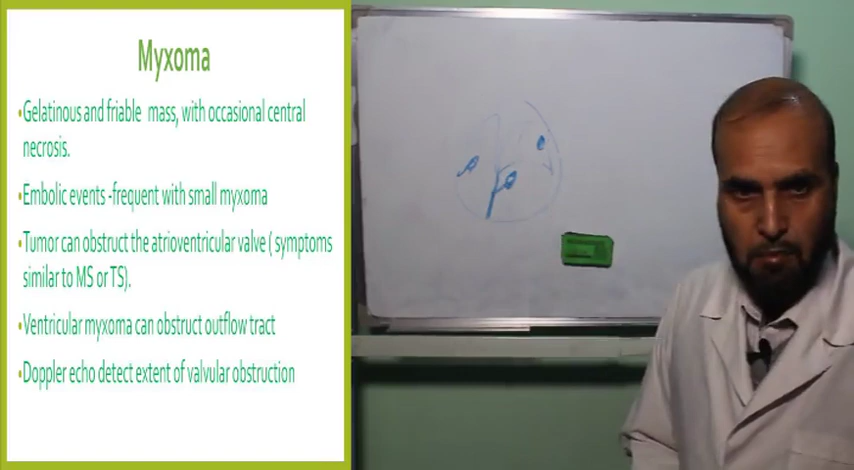 Myxoma
•Gelatinous and friable mass, with occasional central
necrosis.
•Embolic events -frequent with small myxoma
•Tumor can obstruct the atrioventricular valve ( symptoms
similar to MS or TS).
•Ventricular myxoma can obstruct outflow tract
•Doppler echo detect extent of valvular obstruction